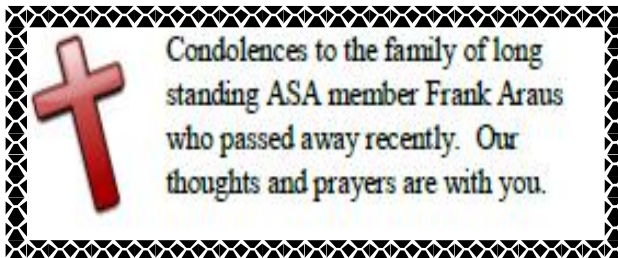 Condolences to the family of long
standing ASA member Frank Araus
who passed away recently.  Our
thoughts and prayers are with you.